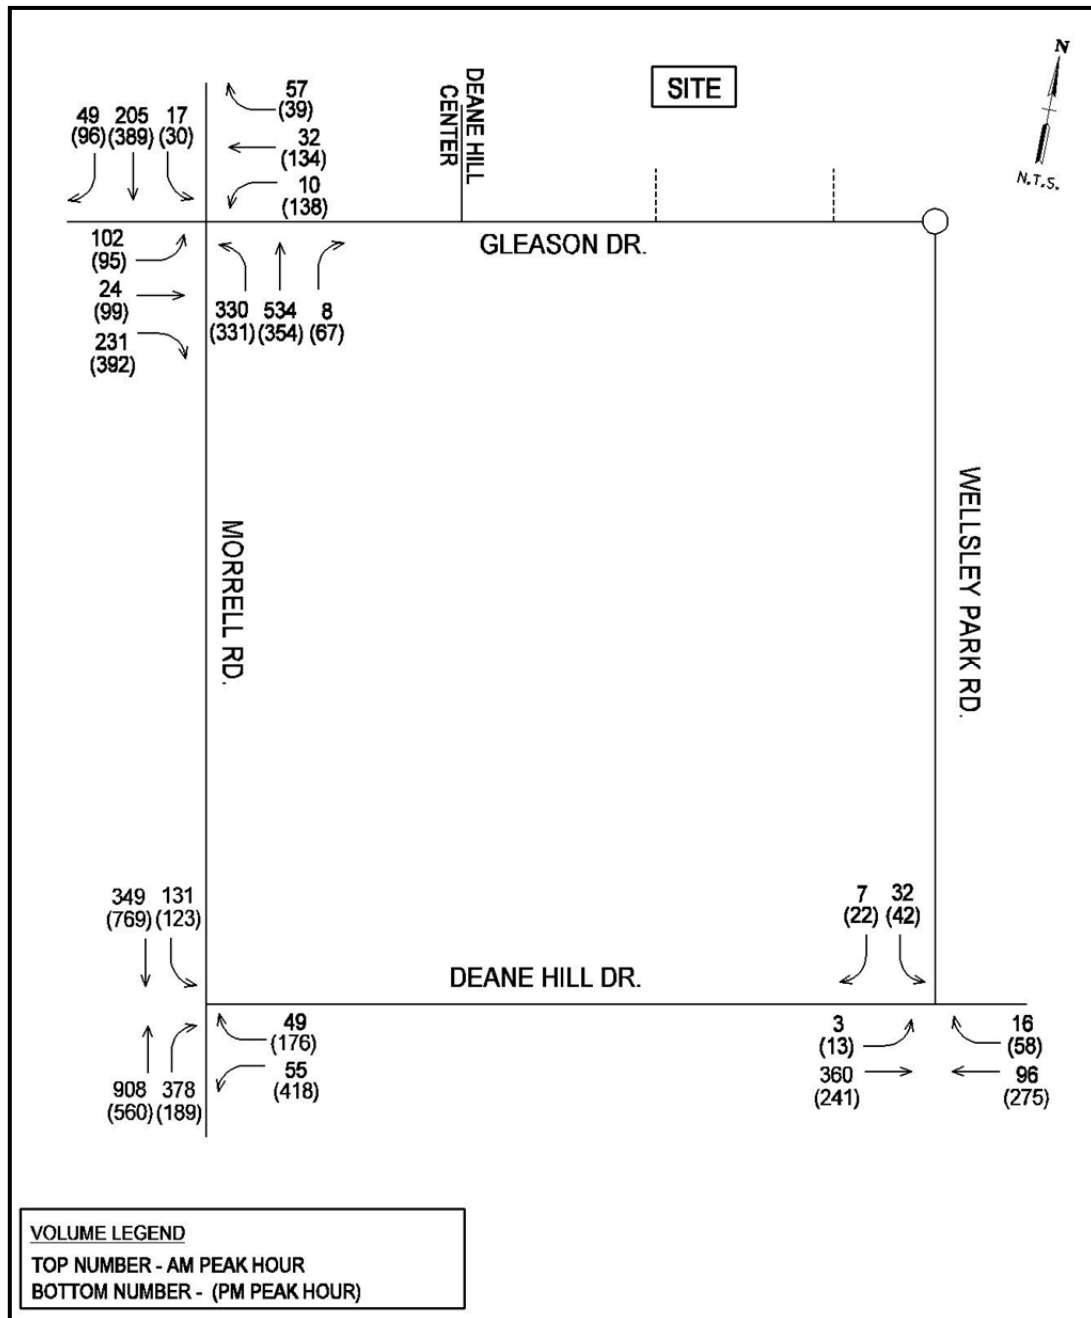 N
N.T.S.
SITE
DEANE HILL
CENTER
49 205 17
(96) (389) (30)
57
(39)
32
(134)
10
(138)
GLEASON DR.
102
(95)
24
(99)
231
(392)
330 534 8
(331) (354) (67)
MORRELL RD.
WELLSLEY PARK RD.
349 131
(769) (123)
7 32
(22) (42)
DEANE HILL DR.
49
(176)
55
(418)
908 378
(560) (189)
3
(13)
360
(241)
16
(58)
96
(275)
VOLUME LEGEND
TOP NUMBER - AM PEAK HOUR
BOTTOM NUMBER - (PM PEAK HOUR)